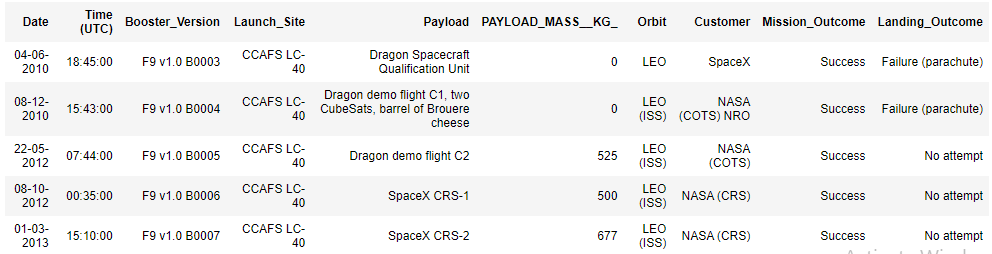 Date Time (UTC) Booster_Version Launch_Site Payload PAYLOAD_MASS__KG_ Orbit Customer Mission_Outcome Landing_Outcome
04-06-2010 18:45:00 F9 v1.0 B0003 CCAFS LC-40 Dragon Spacecraft Qualification Unit 0 LEO SpaceX Success Failure (parachute)
08-12-2010 15:43:00 F9 v1.0 B0004 CCAFS LC-40 Dragon demo flight C1, two CubeSats, barrel of Brouere cheese 0 LEO (ISS) NASA (COTS) NRO Success Failure (parachute)
22-05-2012 07:44:00 F9 v1.0 B0005 CCAFS LC-40 Dragon demo flight C2 525 LEO (ISS) NASA (COTS) Success No attempt
08-10-2012 00:35:00 F9 v1.0 B0006 CCAFS LC-40 SpaceX CRS-1 500 LEO (ISS) NASA (CRS) Success No attempt
01-03-2013 15:10:00 F9 v1.0 B0007 CCAFS LC-40 SpaceX CRS-2 677 LEO (ISS) NASA (CRS) Success No attempt